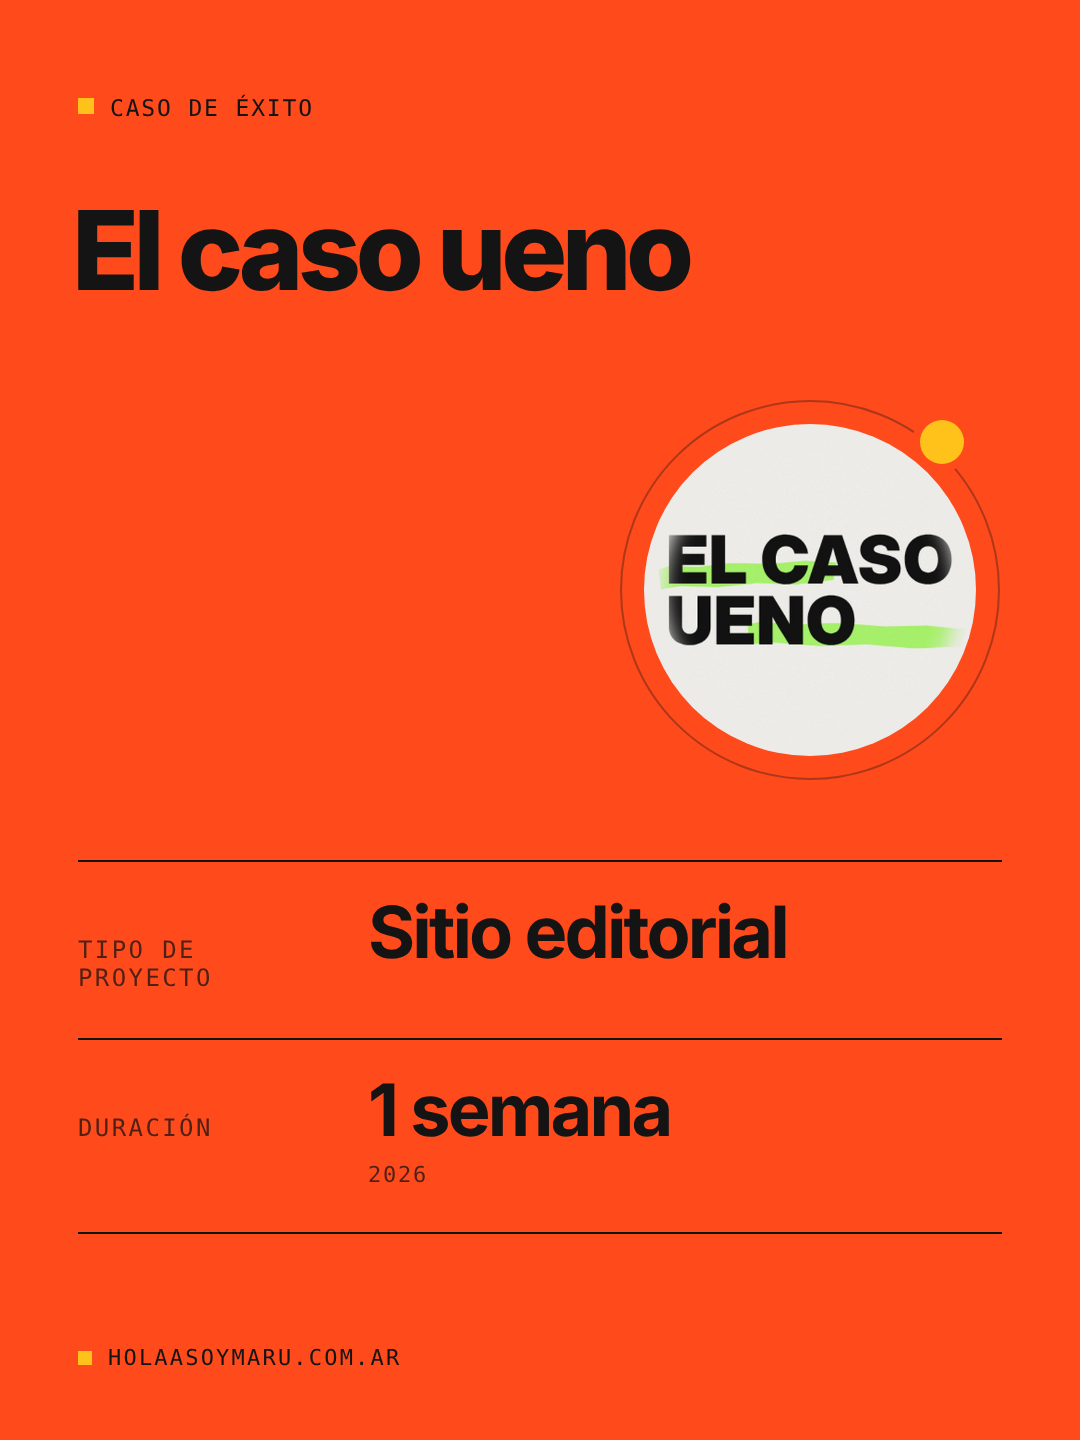 CASO DE ÉXITO
El caso ueno
EL CASO
UENO
TIPO DE
PROYECTO
Sitio editorial
DURACIÓN
1 semana
2026
HOLAASOYMARU.COM.AR